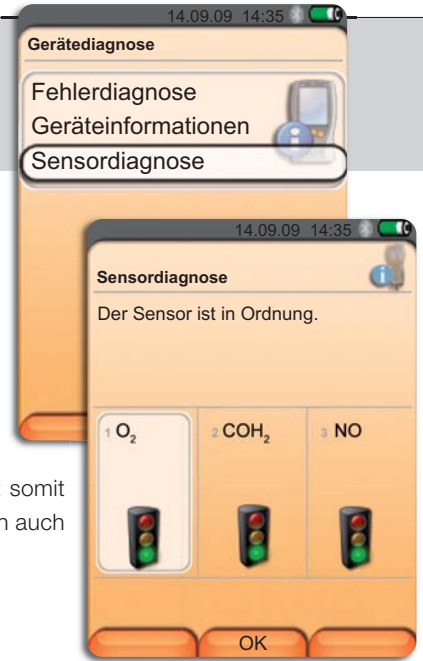 14.09.09 14:35
Gerätediagnose
Fehlerdiagnose
Geräteinformationen
Sensordiagnose
14.09.09 14:35
Sensordiagnose
Der Sensor ist in Ordnung.
1 O₂
2 COH₂
3 NO
somit
auch
OK